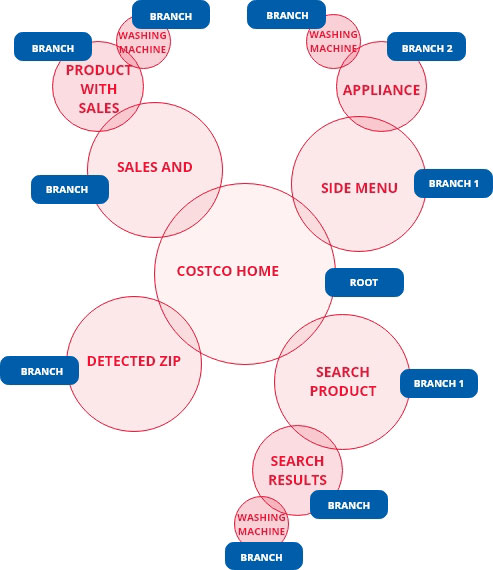 BRANCH
WASHING
MACHINE
BRANCH
PRODUCT
WITH
SALES
SALES AND
BRANCH
BRANCH
WASHING
MACHINE
BRANCH 2
APPLIANCE
SIDE MENU
BRANCH 1
COSTCO HOME
ROOT
DETECTED ZIP
BRANCH
SEARCH
PRODUCT
BRANCH 1
SEARCH
RESULTS
BRANCH
WASHING
MACHINE
BRANCH